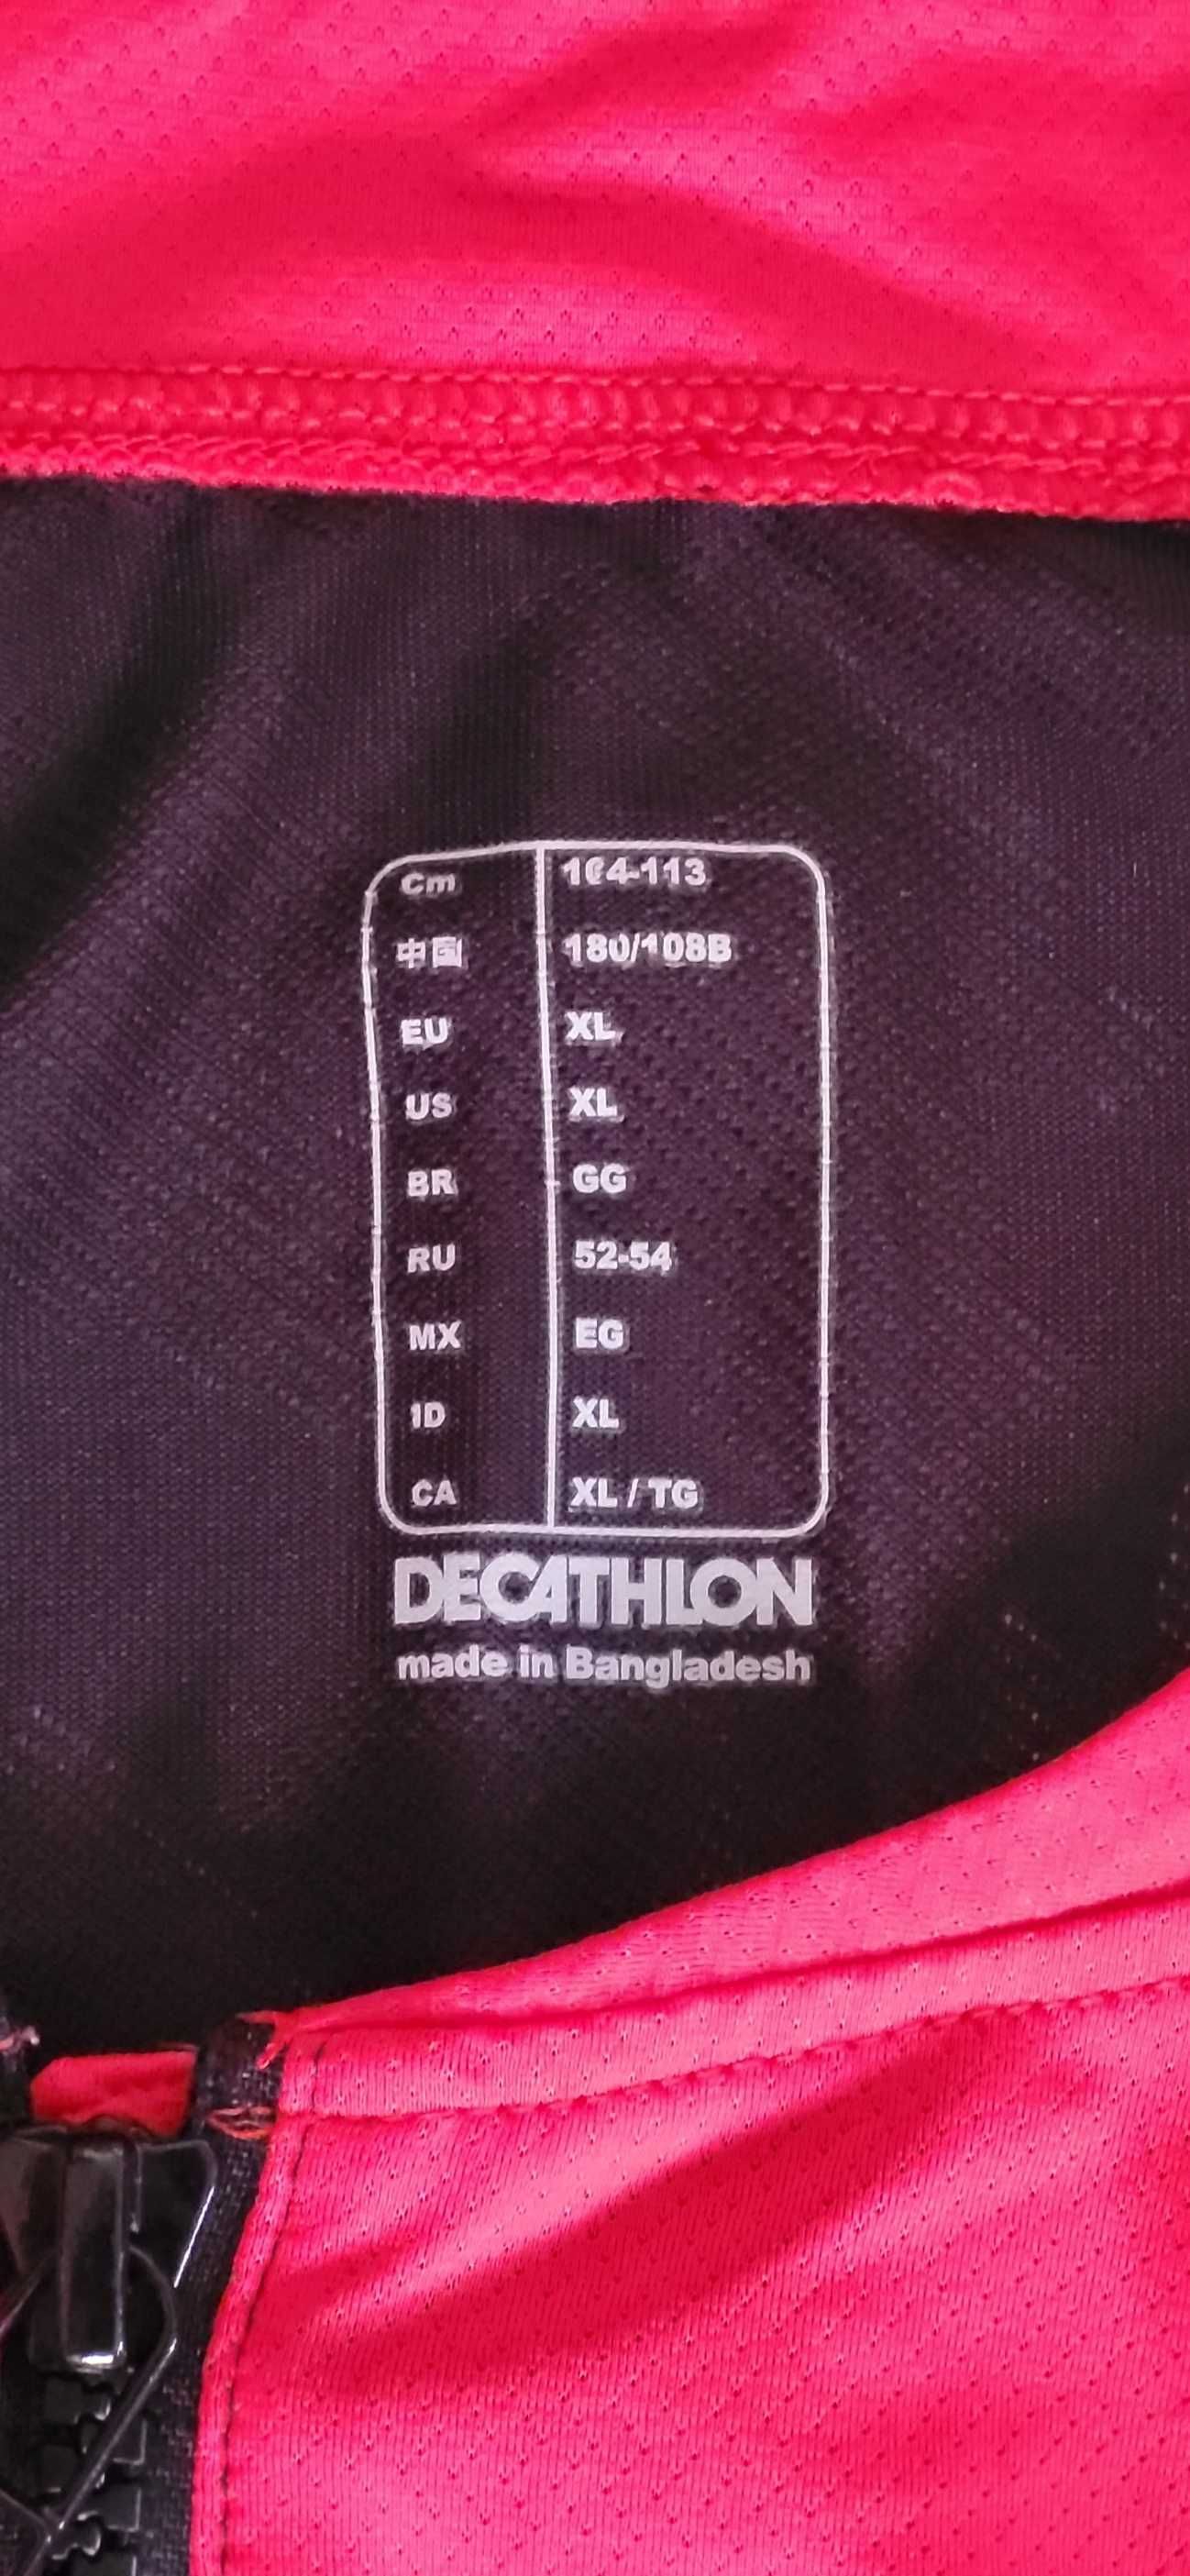 Cm 104-113
中国 180/108B
EU XL
US XL
BR GG
RU 52-54
MX EG
ID XL
CA XL / TG
DECATHLON
made in Bangladesh